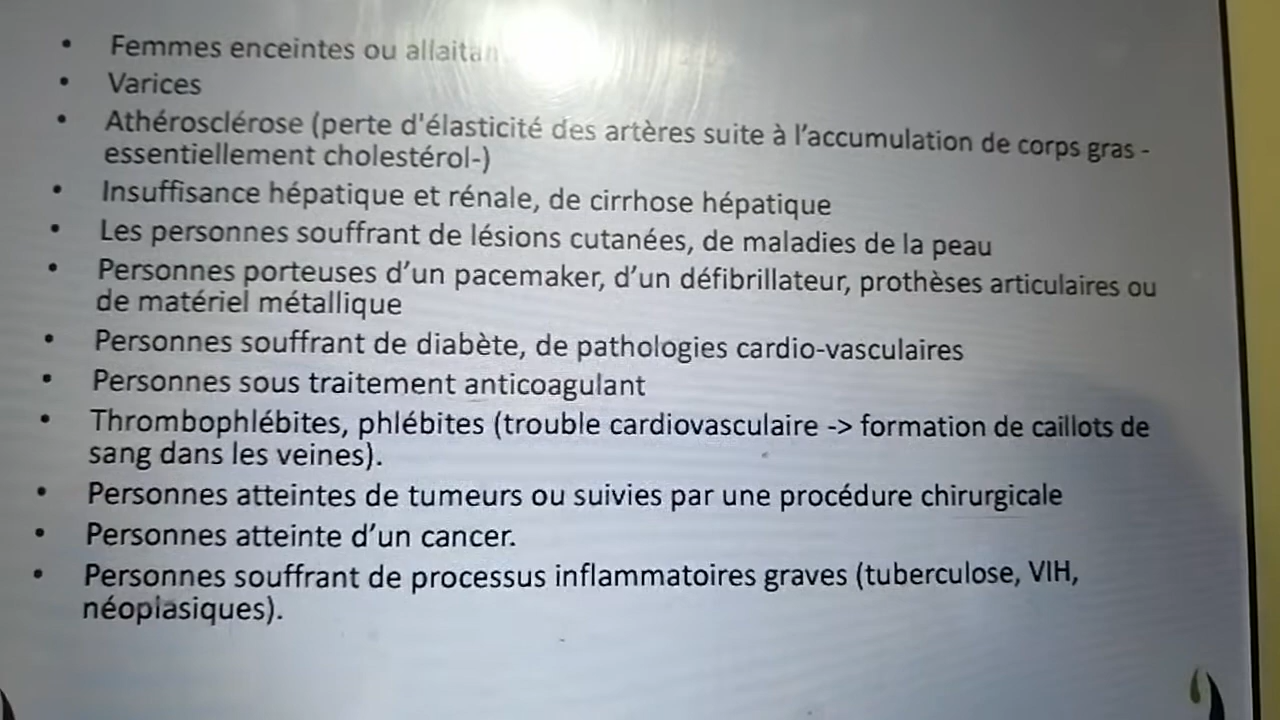 • Femmes enceintes ou allaitan
• Varices
• Athérosclérose (perte d'élasticité des artères suite à l’accumulation de corps gras -
essentiellement cholestérol-)
• Insuffisance hépatique et rénale, de cirrhose hépatique
• Les personnes souffrant de lésions cutanées, de maladies de la peau
• Personnes porteuses d’un pacemaker, d’un défibrillateur, prothèses articulaires ou
de matériel métallique
• Personnes souffrant de diabète, de pathologies cardio-vasculaires
• Personnes sous traitement anticoagulant
• Thrombophlébites, phlébites (trouble cardiovasculaire -> formation de caillots de
sang dans les veines).
• Personnes atteintes de tumeurs ou suivies par une procédure chirurgicale
• Personnes atteinte d’un cancer.
• Personnes souffrant de processus inflammatoires graves (tuberculose, VIH,
néoplasiques).